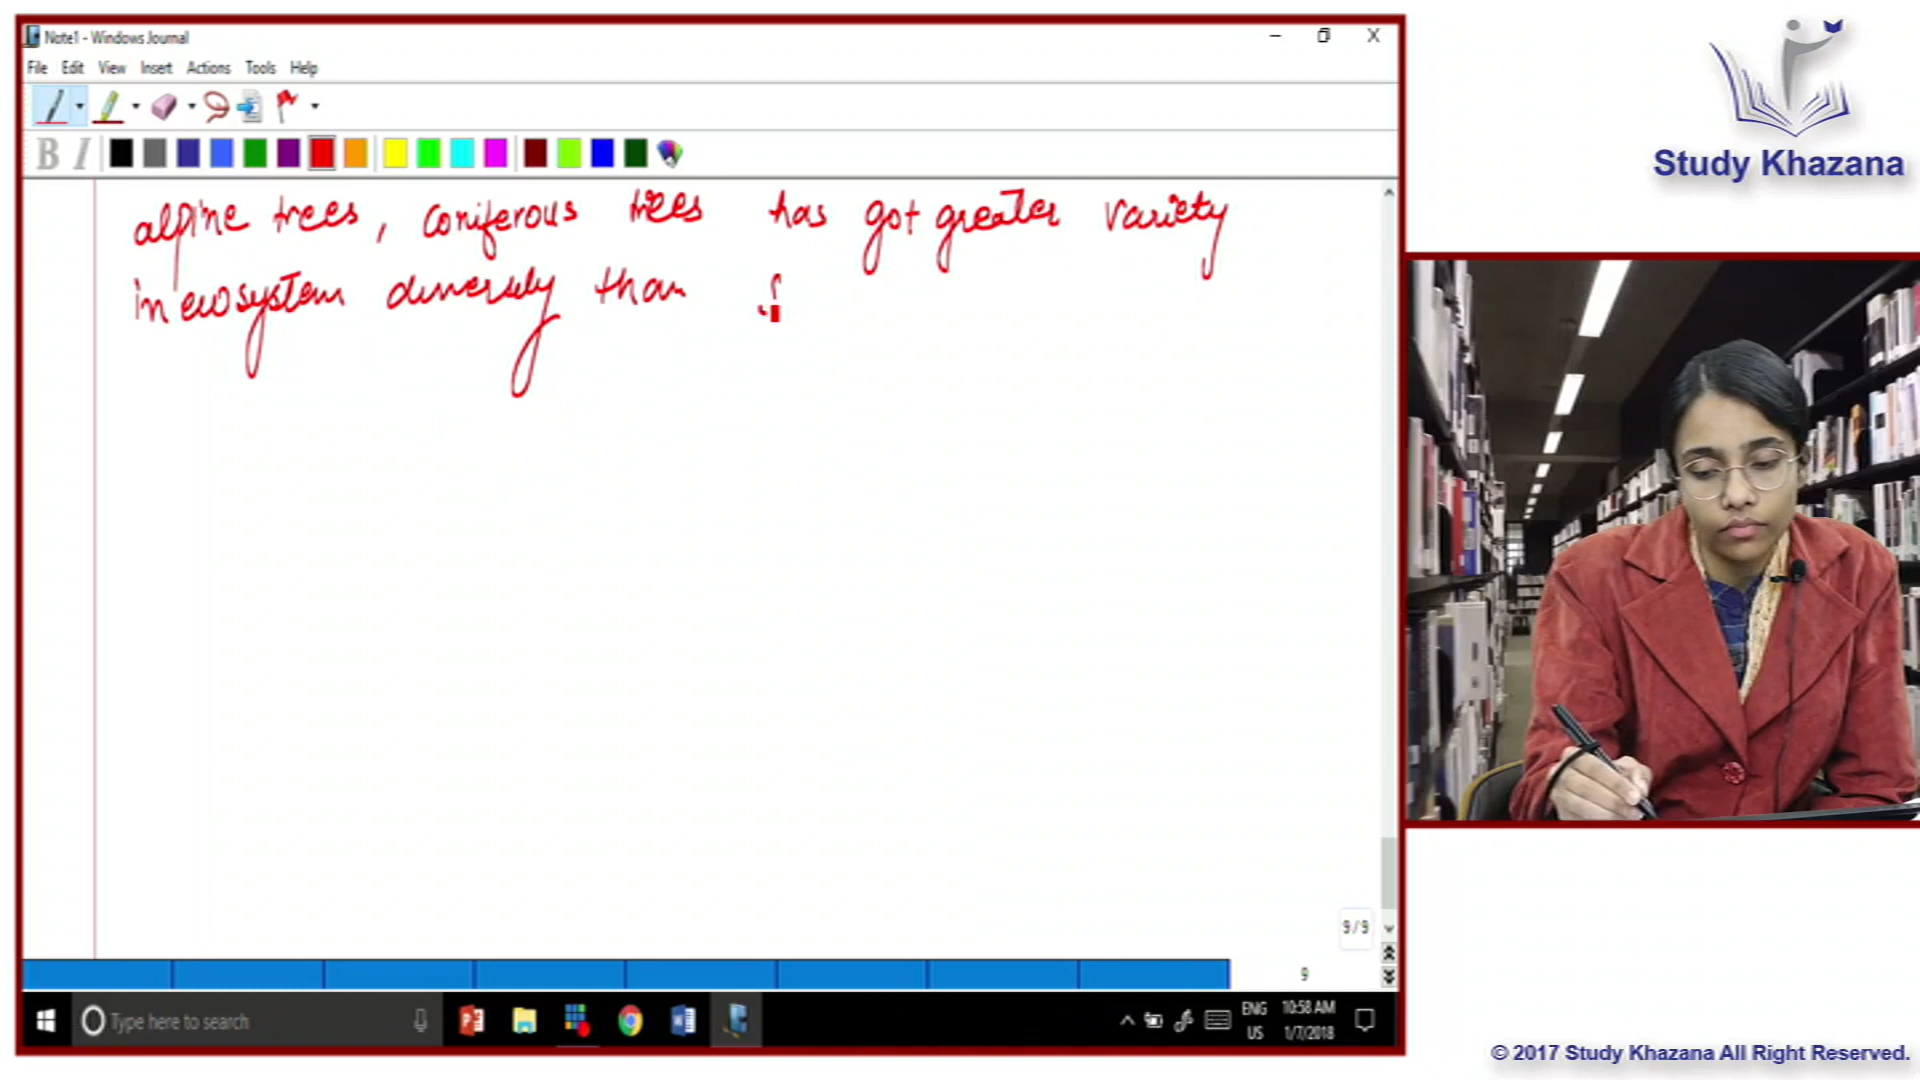 Note1 - Windows Journal
File Edit View Insert Actions Tools Help
B I
Study Khazana
alpine trees, coniferous trees has got greater variety
in ecosystem diversity than
9/9
9
Type here to search
ENG
US
10:58 AM
1/7/2018
© 2017 Study Khazana All Right Reserved.